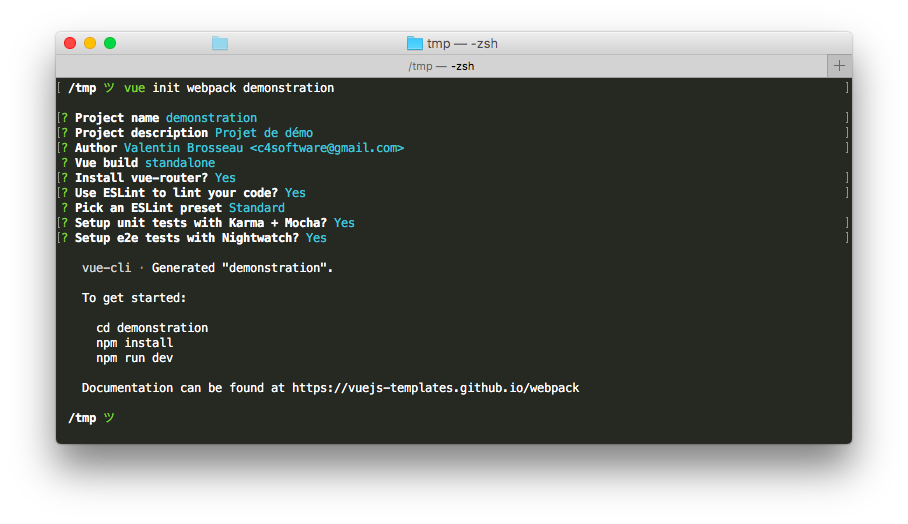 tmp — -zsh
/tmp — -zsh
[ /tmp ツ vue init webpack demonstration ]
[? Project name demonstration ]
[? Project description Projet de démo ]
[? Author Valentin Brosseau <c4software@gmail.com> ]
? Vue build standalone
[? Install vue-router? Yes ]
[? Use ESLint to lint your code? Yes ]
? Pick an ESLint preset Standard
[? Setup unit tests with Karma + Mocha? Yes ]
[? Setup e2e tests with Nightwatch? Yes ]
vue-cli · Generated "demonstration".
To get started:
cd demonstration
npm install
npm run dev
Documentation can be found at https://vuejs-templates.github.io/webpack
/tmp ツ